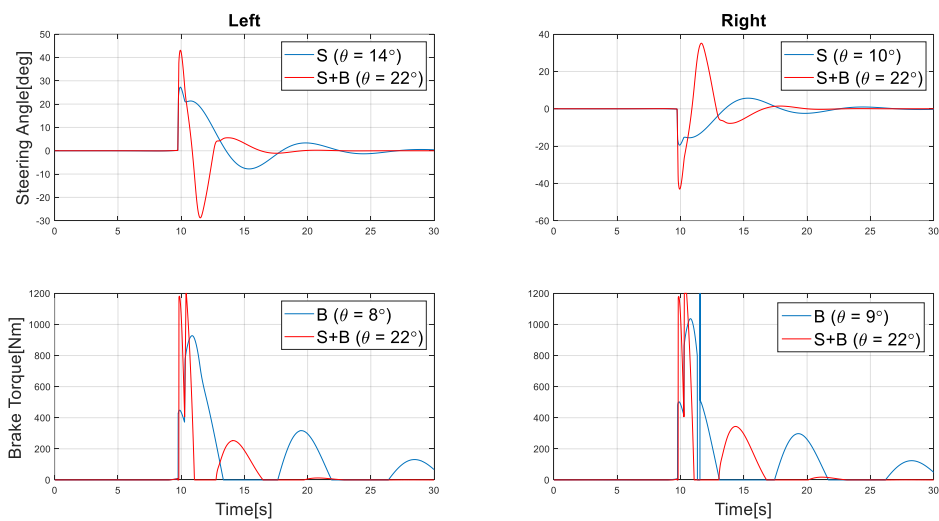 Left
Right
Steering Angle[deg]
50
40
30
20
10
0
-10
-20
-30
0 5 10 15 20 25 30
S (θ = 14°)
S+B (θ = 22°)
40
20
0
-20
-40
-60
0 5 10 15 20 25 30
S (θ = 10°)
S+B (θ = 22°)
Brake Torque[Nm]
1200
1000
800
600
400
200
0
0 5 10 15 20 25 30
B (θ = 8°)
S+B (θ = 22°)
Time[s]
1200
1000
800
600
400
200
0
0 5 10 15 20 25 30
B (θ = 9°)
S+B (θ = 22°)
Time[s]